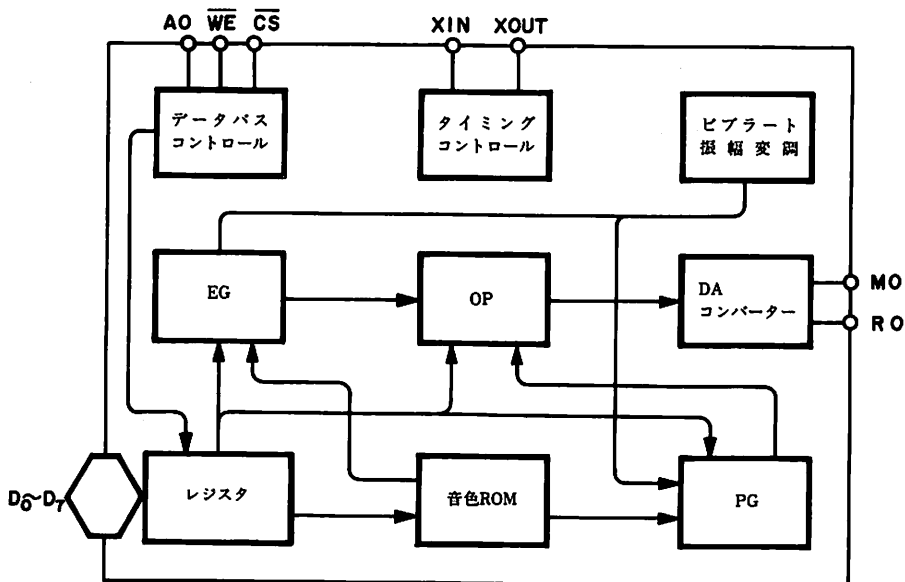 AO W̅E̅ C̅S̅ XIN XOUT
データバス
コントロール
タイミング
コントロール
ビブラート
振幅変調
EG
OP
DA
コンバーター
MO
RO
D0~D7
レジスタ
音色ROM
PG